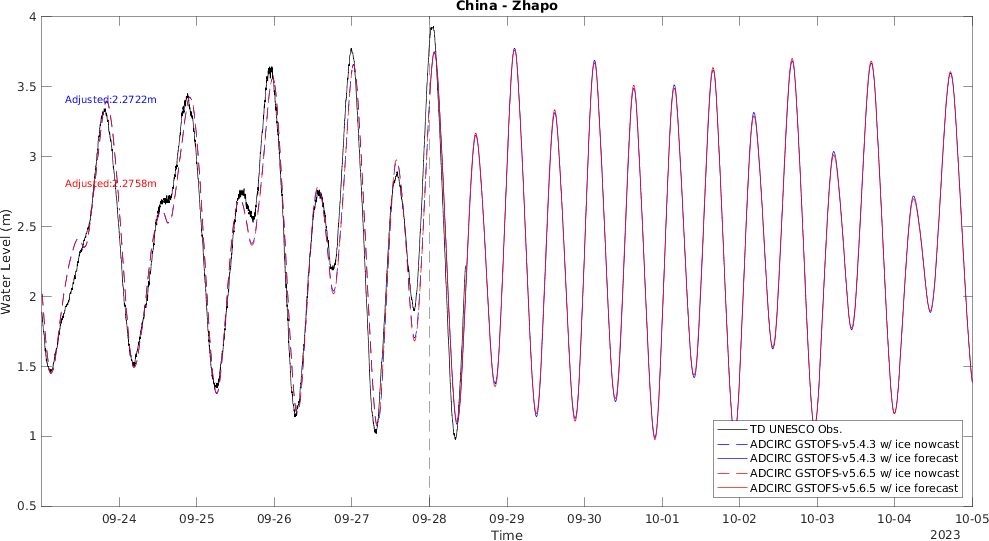 China - Zhapo
4
3.5
3
2.5
2
1.5
1
0.5
Water Level (m)
Adjusted:2.2722m
Adjusted:2.2758m
TD UNESCO Obs.
ADCIRC GSTOFS-v5.4.3 w/ ice nowcast
ADCIRC GSTOFS-v5.4.3 w/ ice forecast
ADCIRC GSTOFS-v5.6.5 w/ ice nowcast
ADCIRC GSTOFS-v5.6.5 w/ ice forecast
09-24 09-25 09-26 09-27 09-28 09-29 09-30 10-01 10-02 10-03 10-04 10-05
Time
2023